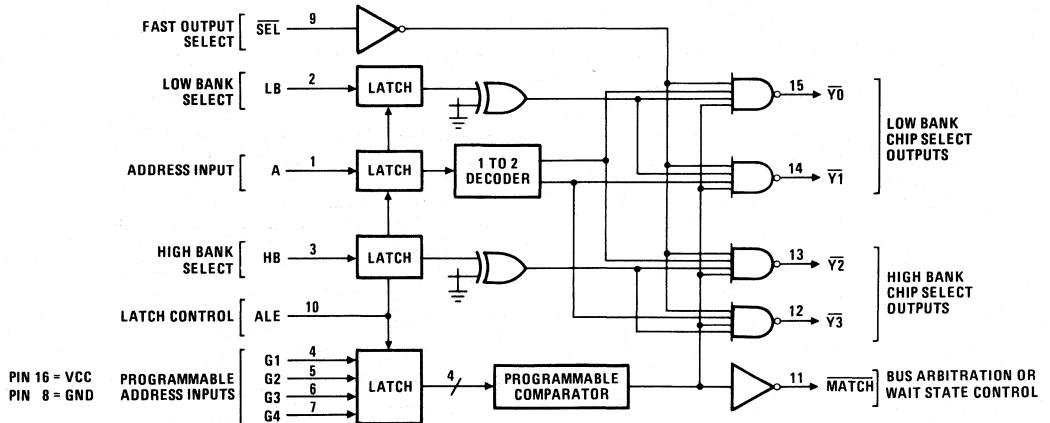 FAST OUTPUT
SELECT
SEL
9
LOW BANK
SELECT
LB
2
LATCH
15
Y0
LOW BANK
CHIP SELECT
OUTPUTS
ADDRESS INPUT
A
1
LATCH
1 TO 2
DECODER
14
Y1
HIGH BANK
SELECT
HB
3
LATCH
13
Y2
HIGH BANK
CHIP SELECT
OUTPUTS
LATCH CONTROL
ALE
10
12
Y3
PIN 16 = VCC
PIN 8 = GND
PROGRAMMABLE
ADDRESS INPUTS
G1 4
G2 5
G3 6
G4 7
LATCH
4
PROGRAMMABLE
COMPARATOR
11
MATCH
BUS ARBITRATION OR
WAIT STATE CONTROL